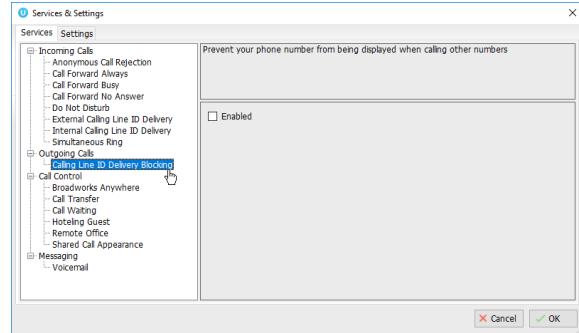 Services & Settings
Services Settings
Incoming Calls
Anonymous Call Rejection
Call Forward Always
Call Forward Busy
Call Forward No Answer
Do Not Disturb
External Calling Line ID Delivery
Internal Calling Line ID Delivery
Simultaneous Ring
Outgoing Calls
Calling Line ID Delivery Blocking
Call Control
Broadworks Anywhere
Call Transfer
Call Waiting
Hoteling Guest
Remote Office
Shared Call Appearance
Messaging
Voicemail
Prevent your phone number from being displayed when calling other numbers
Enabled
Cancel OK